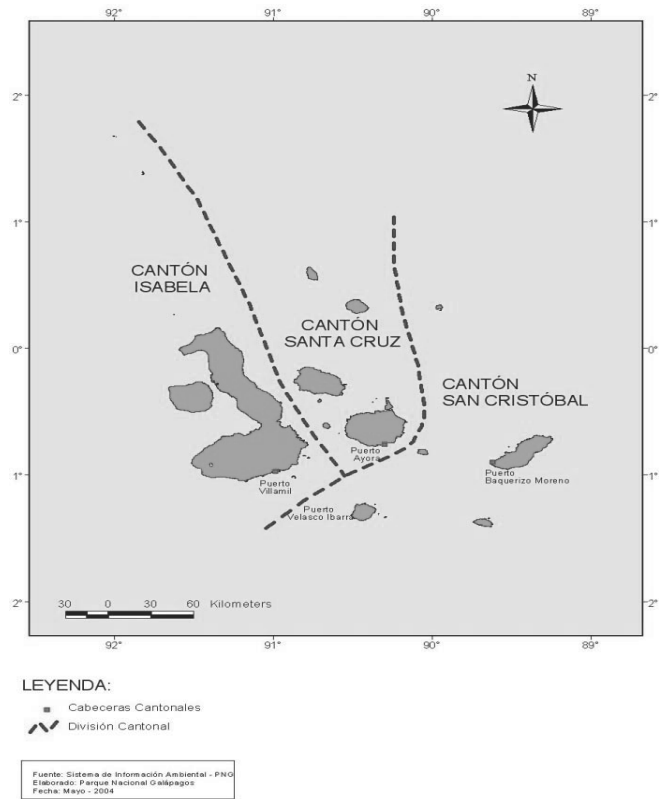 92° 91° 90° 89°
N
2° 2°
1° 1°
CANTÓN
ISABELA
CANTÓN
SANTA CRUZ
0° 0°
CANTÓN
SAN CRISTÓBAL
Puerto
Ayora
Puerto
Villamil
Puerto
Baquerizo Moreno
1° 1°
Puerto
Velasco Ibarra
30 0 30 60 Kilometers
2° 2°
92° 91° 90° 89°
LEYENDA:
Cabeceras Cantonales
División Cantonal
Fuente: Sistema de Información Ambiental - PNG
Elaborado: Parque Nacional Galápagos
Fecha: Mayo - 2004